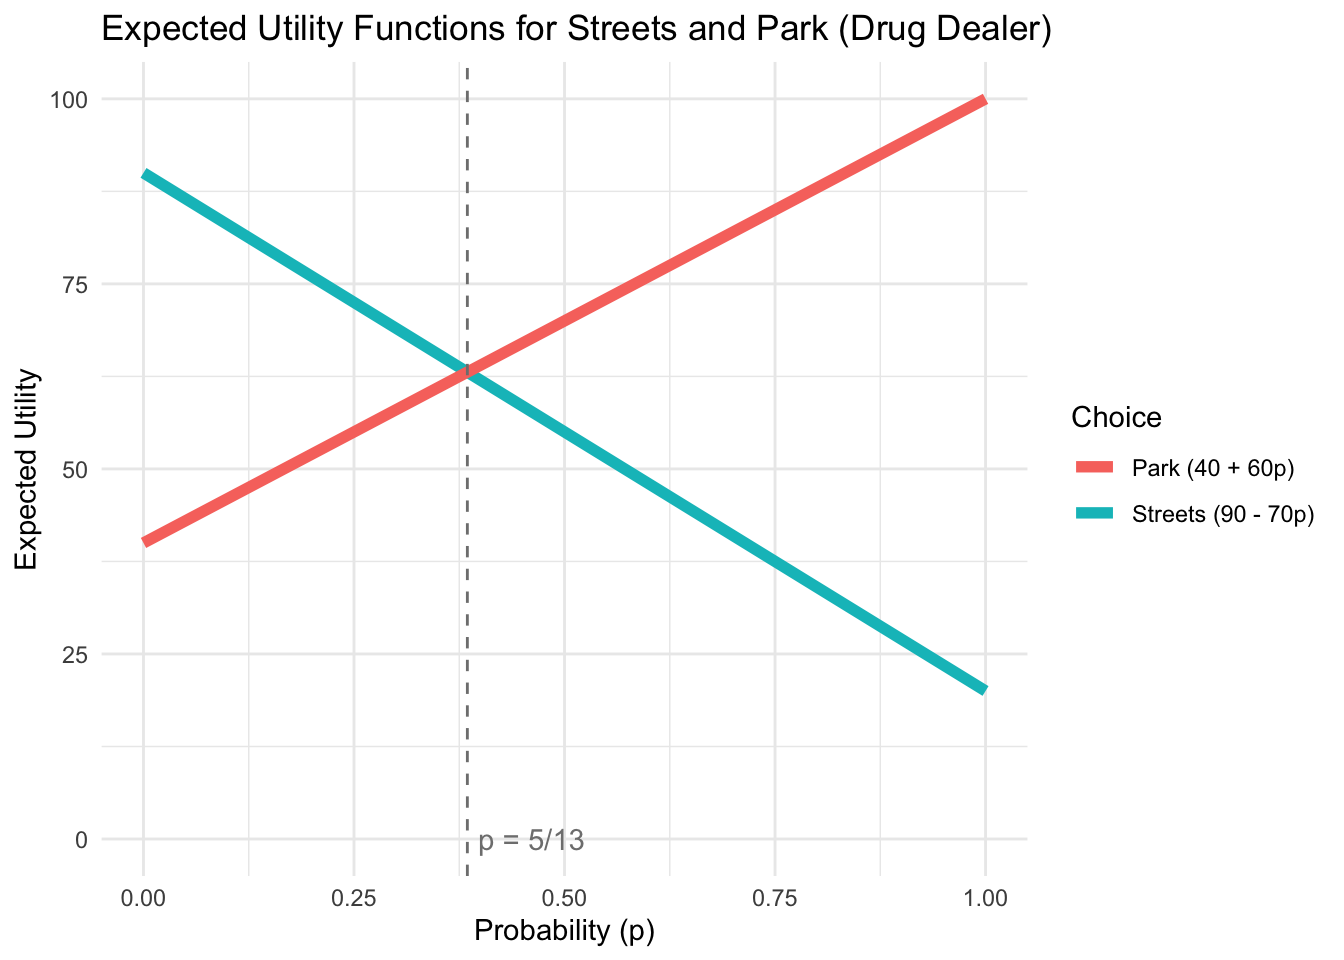 Expected Utility Functions for Streets and Park (Drug Dealer)
100
75
50
25
0
Expected Utility
p = 5/13
0.00
0.25
0.50
0.75
1.00
Probability (p)
Choice
Park (40 + 60p)
Streets (90 - 70p)